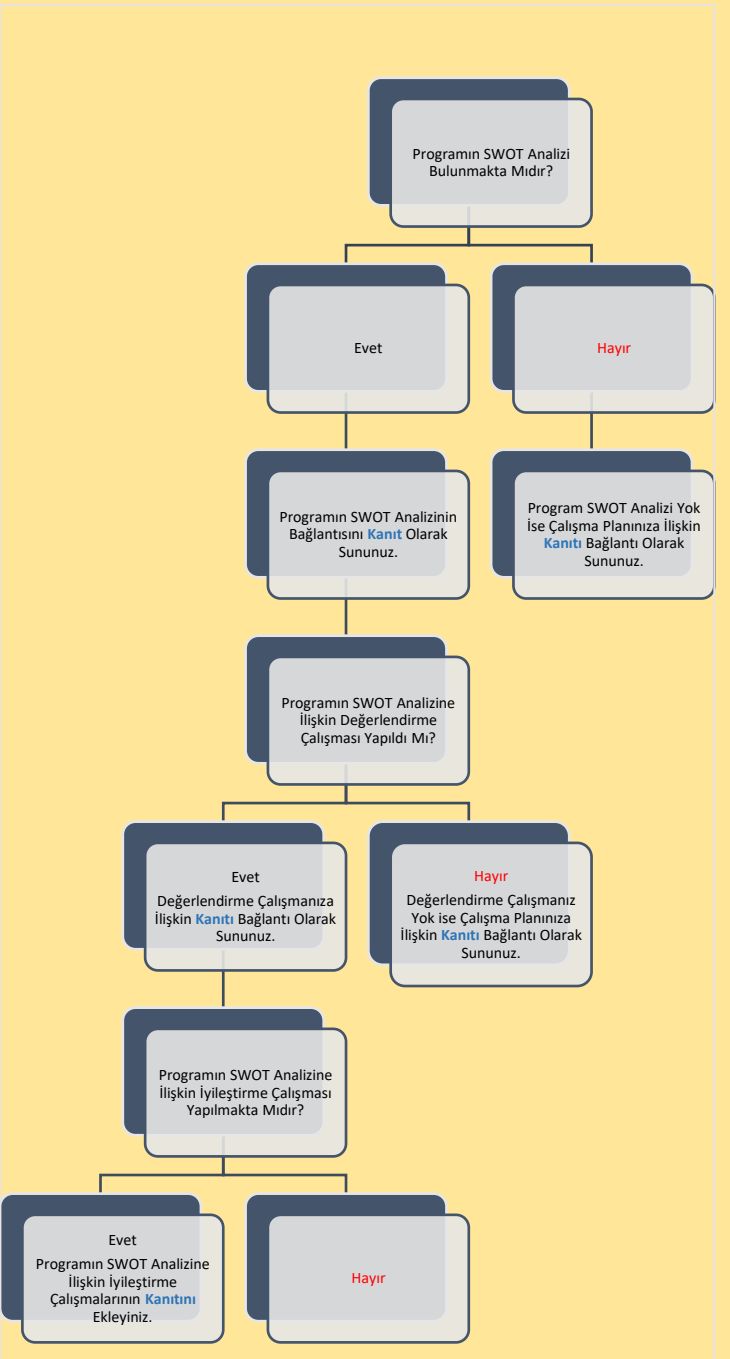 Programın SWOT Analizi
Bulunmakta Mıdır?
Evet
Hayır
Programın SWOT Analizinin
Bağlantısını Kanıt Olarak
Sununuz.
Program SWOT Analizi Yok
İse Çalışma Planınıza İlişkin
Kanıtı Bağlantı Olarak
Sununuz.
Programın SWOT Analizine
İlişkin Değerlendirme
Çalışması Yapıldı Mı?
Evet
Değerlendirme Çalışmanıza
İlişkin Kanıtı Bağlantı Olarak
Sununuz.
Hayır
Değerlendirme Çalışmanız
Yok ise Çalışma Planınıza
İlişkin Kanıtı Bağlantı Olarak
Sununuz.
Programın SWOT Analizine
İlişkin İyileştirme Çalışması
Yapılmakta Mıdır?
Evet
Programın SWOT Analizine
İlişkin İyileştirme
Çalışmalarının Kanıtını
Ekleyiniz.
Hayır